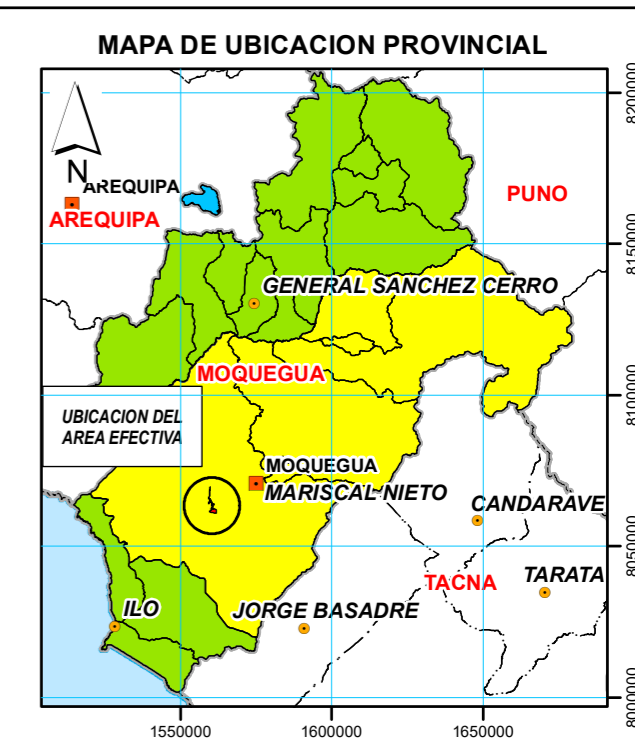 MAPA DE UBICACION PROVINCIAL
8200000
N
AREQUIPA
AREQUIPA
PUNO
8150000
GENERAL SANCHEZ CERRO
MOQUEGUA
8100000
UBICACION DEL
AREA EFECTIVA
MOQUEGUA
MARISCAL NIETO
CANDARAVE
8050000
TACNA
TARATA
ILO
JORGE BASADRE
8000000
1550000
1600000
1650000